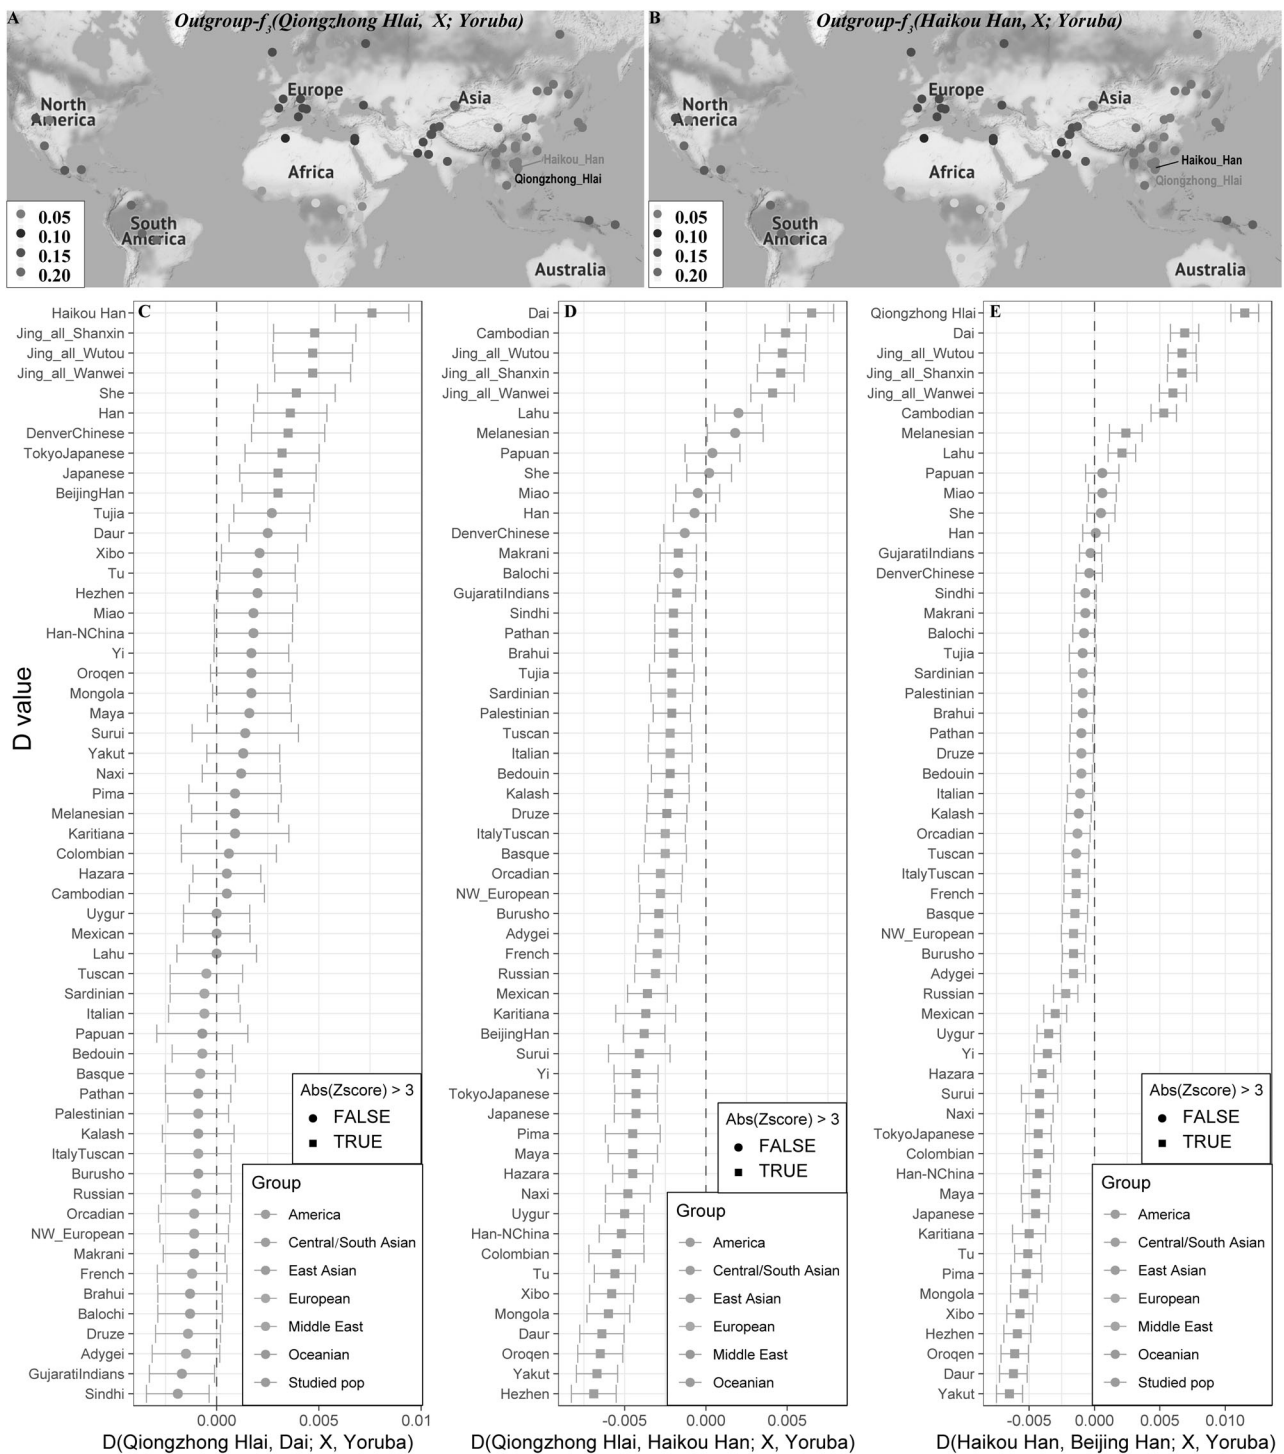 A Outgroup-f3(Qiongzhong Hlai, X; Yoruba)
North America
Europe
Asia
Africa
South America
Australia
Haikou_Han
Qiongzhong_Hlai
0.05
0.10
0.15
0.20
B Outgroup-f3(Haikou Han, X; Yoruba)
North America
Europe
Asia
Africa
South America
Australia
Haikou_Han
Qiongzhong_Hlai
0.05
0.10
0.15
0.20
D value
C
Haikou Han
Jing_all_Shanxin
Jing_all_Wutou
Jing_all_Wanwei
She
Han
DenverChinese
TokyoJapanese
Japanese
BeijingHan
Tujia
Daur
Xibo
Tu
Hezhen
Miao
Han-NChina
Yi
Oroqen
Mongola
Maya
Surui
Yakut
Naxi
Pima
Melanesian
Karitiana
Colombian
Hazara
Cambodian
Uygur
Mexican
Lahu
Tuscan
Sardinian
Italian
Papuan
Bedouin
Basque
Pathan
Palestinian
Kalash
ItalyTuscan
Burusho
Russian
Orcadian
NW_European
Makrani
French
Brahui
Balochi
Druze
Adygei
GujaratiIndians
Sindhi
Abs(Zscore) > 3
FALSE
TRUE
Group
America
Central/South Asian
East Asian
European
Middle East
Oceanian
Studied pop
0.000 0.005 0.01
D(Qiongzhong Hlai, Dai; X, Yoruba)
D
Dai
Cambodian
Jing_all_Wutou
Jing_all_Shanxin
Jing_all_Wanwei
Lahu
Melanesian
Papuan
She
Miao
Han
DenverChinese
Makrani
Balochi
GujaratiIndians
Sindhi
Pathan
Brahui
Tujia
Sardinian
Palestinian
Tuscan
Italian
Bedouin
Kalash
Druze
ItalyTuscan
Basque
Orcadian
NW_European
Burusho
Adygei
French
Russian
Mexican
Karitiana
BeijingHan
Surui
Yi
TokyoJapanese
Japanese
Pima
Maya
Hazara
Naxi
Uygur
Han-NChina
Colombian
Tu
Xibo
Mongola
Daur
Oroqen
Yakut
Hezhen
Abs(Zscore) > 3
FALSE
TRUE
Group
America
Central/South Asian
East Asian
European
Middle East
Oceanian
-0.005 0.000 0.005
D(Qiongzhong Hlai, Haikou Han; X, Yoruba)
E
Qiongzhong Hlai
Dai
Jing_all_Wutou
Jing_all_Shanxin
Jing_all_Wanwei
Cambodian
Melanesian
Lahu
Papuan
Miao
She
Han
GujaratiIndians
DenverChinese
Sindhi
Makrani
Balochi
Tujia
Sardinian
Palestinian
Brahui
Pathan
Druze
Bedouin
Italian
Kalash
Orcadian
Tuscan
ItalyTuscan
French
Basque
NW_European
Burusho
Adygei
Russian
Mexican
Uygur
Yi
Hazara
Surui
Naxi
TokyoJapanese
Colombian
Han-NChina
Maya
Japanese
Karitiana
Tu
Pima
Mongola
Xibo
Hezhen
Oroqen
Daur
Yakut
Abs(Zscore) > 3
FALSE
TRUE
Group
America
Central/South Asian
East Asian
European
Middle East
Oceanian
Studied pop
-0.005 0.000 0.005 0.010
D(Haikou Han, Beijing Han; X, Yoruba)